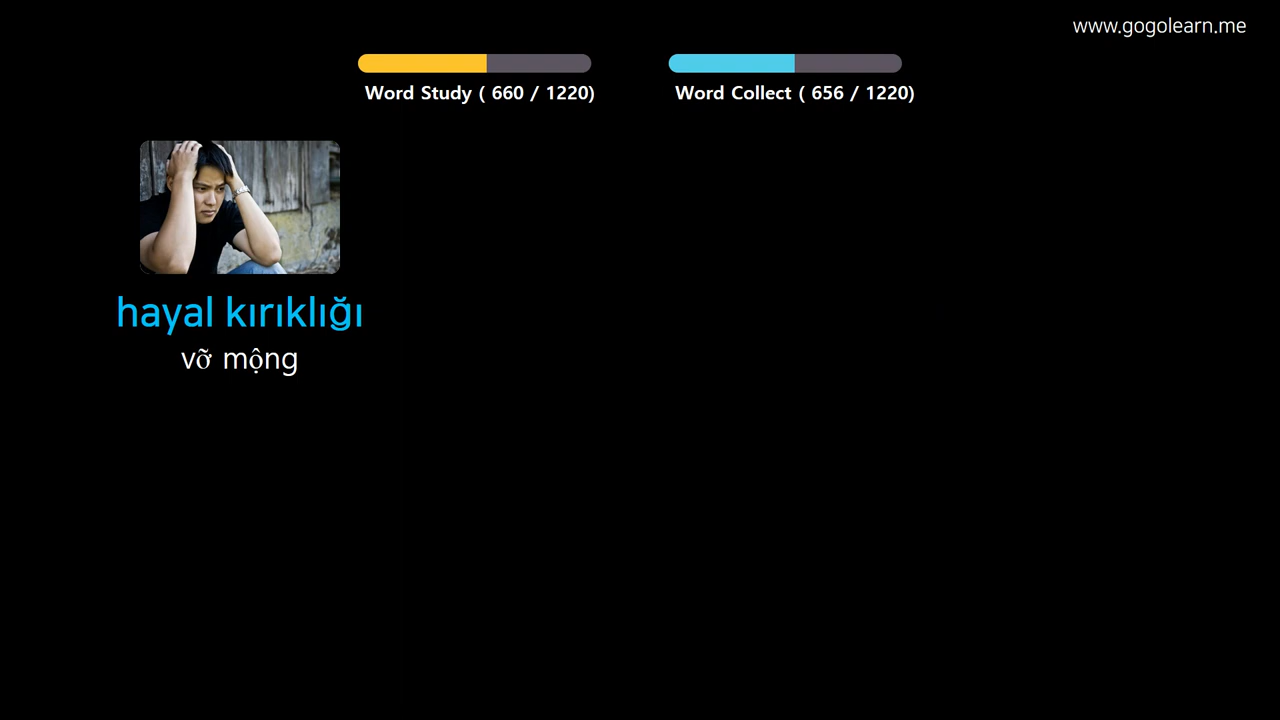 www.gogolearn.me
Word Study ( 660 / 1220)
Word Collect ( 656 / 1220)
hayal kırıklığı
vỡ mộng